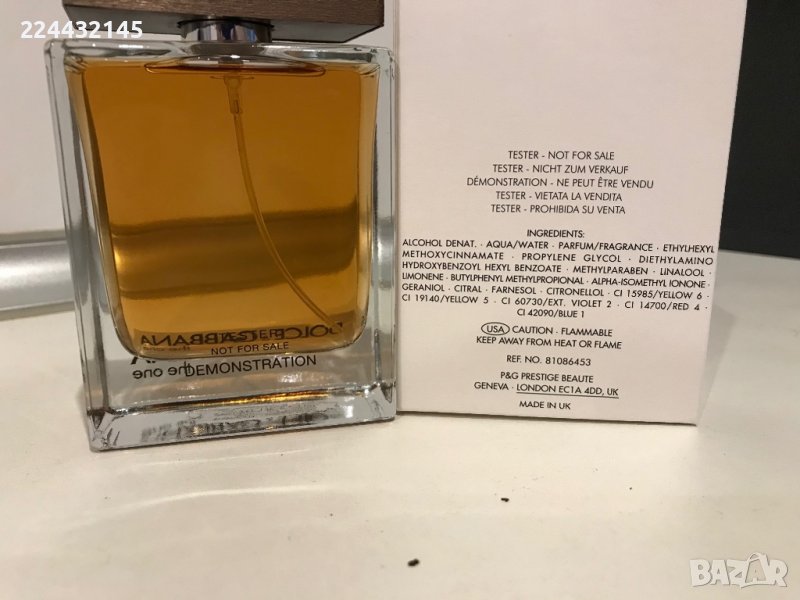 224432145
TESTER - NOT FOR SALE
TESTER - NICHT ZUM VERKAUF
DÉMONSTRATION - NE PEUT ÊTRE VENDU
TESTER - VIETATA LA VENDITA
TESTER - PROHIBIDA SU VENTA
INGREDIENTS:
ALCOHOL DENAT. · AQUA/WATER · PARFUM/FRAGRANCE · ETHYLHEXYL
METHOXYCINNAMATE · PROPYLENE GLYCOL · DIETHYLAMINO
HYDROXYBENZOYL HEXYL BENZOATE · METHYLPARABEN · LINALOOL ·
LIMONENE · BUTYLPHENYL METHYLPROPIONAL · ALPHA-ISOMETHYL IONONE ·
GERANIOL · CITRAL · FARNESOL · CITRONELLOL · CI 15985/YELLOW 6 ·
CI 19140/YELLOW 5 · CI 60730/EXT. VIOLET 2 · CI 14700/RED 4 ·
CI 42090/BLUE 1
USA CAUTION - FLAMMABLE
KEEP AWAY FROM HEAT OR FLAME
REF. NO. 81086453
P&G PRESTIGE BEAUTE
GENEVA - LONDON EC1A 4DD, UK
MADE IN UK
DOLCE & GABBANA
the one
NOT FOR SALE
DEMONSTRATION
the one
BAZAR